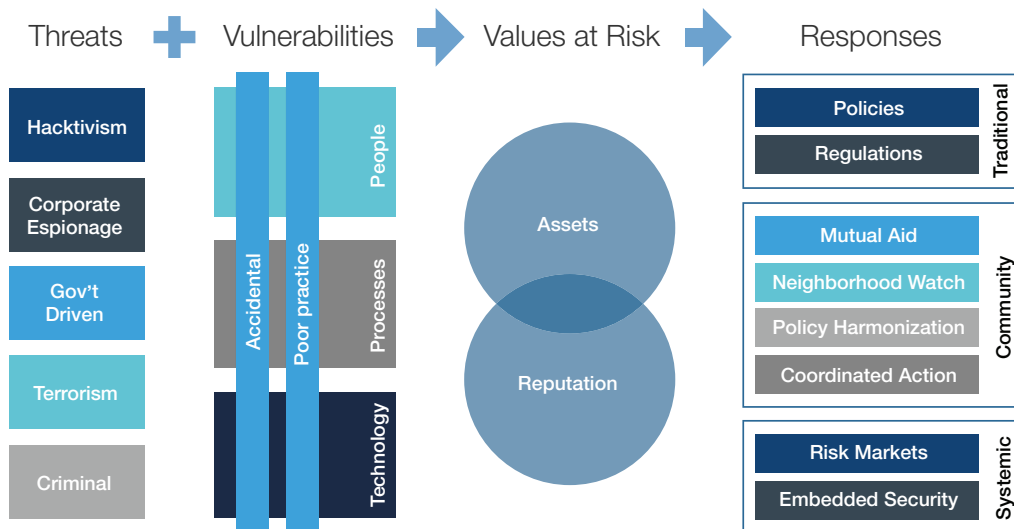 Threats
Vulnerabilities
Values at Risk
Responses
Hacktivism
Corporate
Espionage
Gov't
Driven
Terrorism
Criminal
Accidental
Poor practice
People
Processes
Technology
Assets
Reputation
Policies
Regulations
Traditional
Mutual Aid
Neighborhood Watch
Policy Harmonization
Coordinated Action
Community
Risk Markets
Embedded Security
Systemic